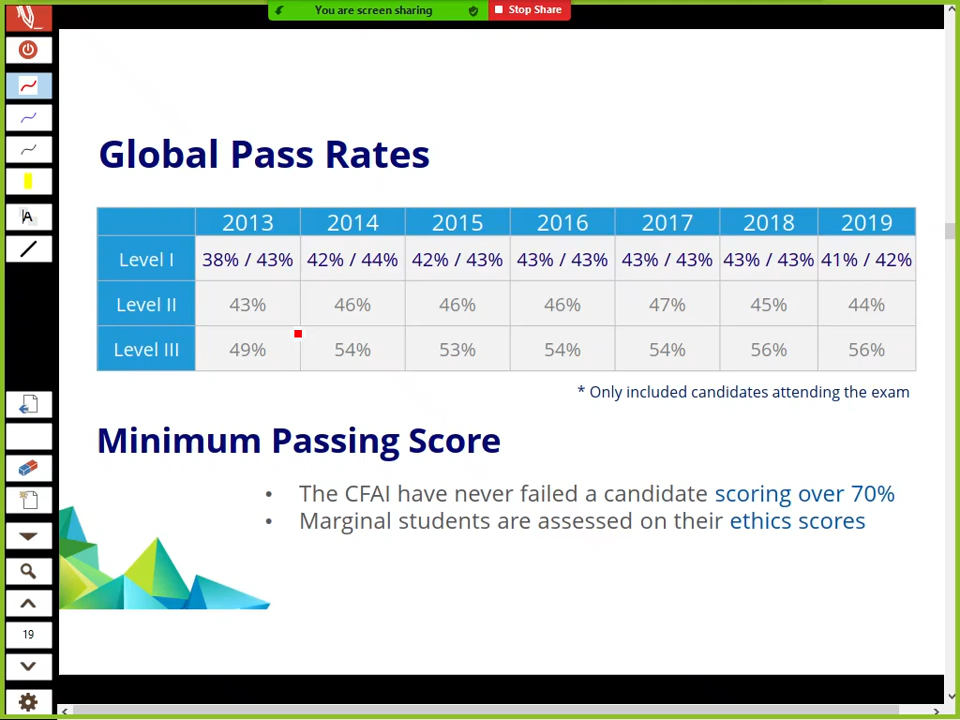 You are screen sharing Stop Share
Global Pass Rates
2013 2014 2015 2016 2017 2018 2019
Level I 38% / 43% 42% / 44% 42% / 43% 43% / 43% 43% / 43% 43% / 43% 41% / 42%
Level II 43% 46% 46% 46% 47% 45% 44%
Level III 49% 54% 53% 54% 54% 56% 56%
* Only included candidates attending the exam
Minimum Passing Score
• The CFAI have never failed a candidate scoring over 70%
• Marginal students are assessed on their ethics scores
A
19